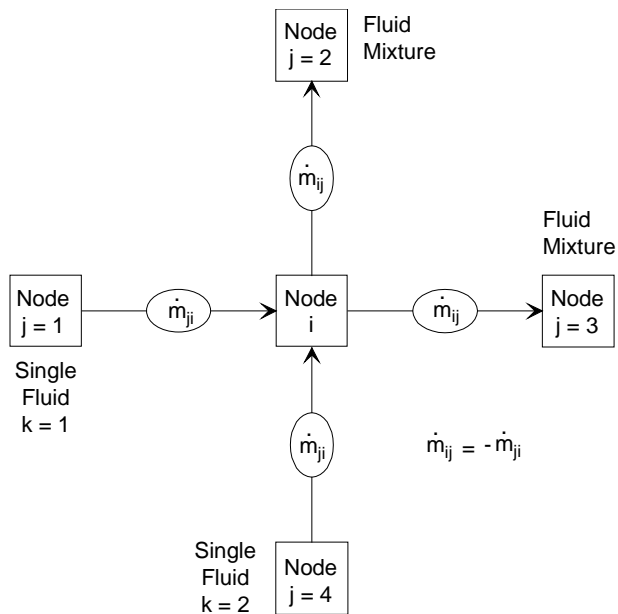 Node
j = 2
Fluid
Mixture
ṁij
Fluid
Mixture
Node
j = 1
ṁji
Node
i
ṁij
Node
j = 3
Single
Fluid
k = 1
ṁji
ṁij = -ṁji
Single
Fluid
k = 2
Node
j = 4